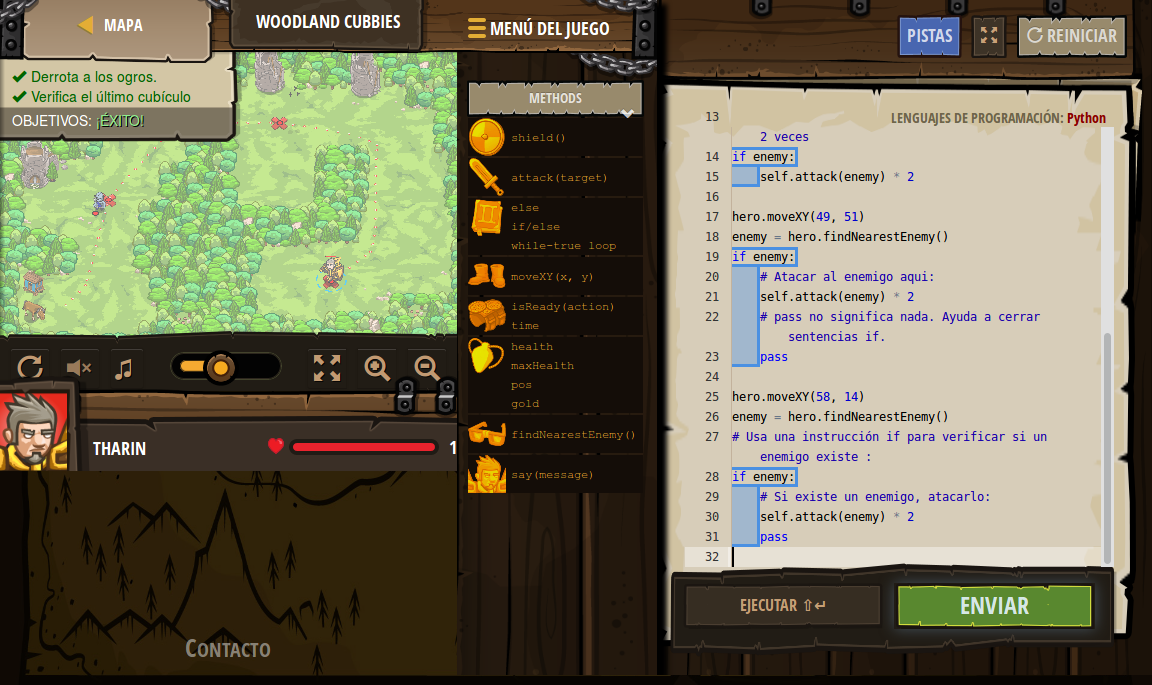 MAPA
WOODLAND CUBBIES
MENÚ DEL JUEGO
PISTAS
REINICIAR
✔ Derrota a los ogros.
✔ Verifica el último cubículo
OBJETIVOS: ¡ÉXITO!
METHODS
shield()
attack(target)
else
if/else
while-true loop
moveXY(x, y)
isReady(action)
time
health
maxHealth
pos
gold
findNearestEnemy()
say(message)
LENGUAJES DE PROGRAMACIÓN: Python
13
2 veces
14 if enemy:
15 self.attack(enemy) * 2
16
17 hero.moveXY(49, 51)
18 enemy = hero.findNearestEnemy()
19 if enemy:
20 # Atacar al enemigo aqui:
21 self.attack(enemy) * 2
22 # pass no significa nada. Ayuda a cerrar
sentencias if.
23 pass
24
25 hero.moveXY(58, 14)
26 enemy = hero.findNearestEnemy()
27 # Usa una instrucción if para verificar si un
enemigo existe :
28 if enemy:
29 # Si existe un enemigo, atacarlo:
30 self.attack(enemy) * 2
31 pass
32
THARIN
1
CONTACTO
EJECUTAR ⇧↵
ENVIAR